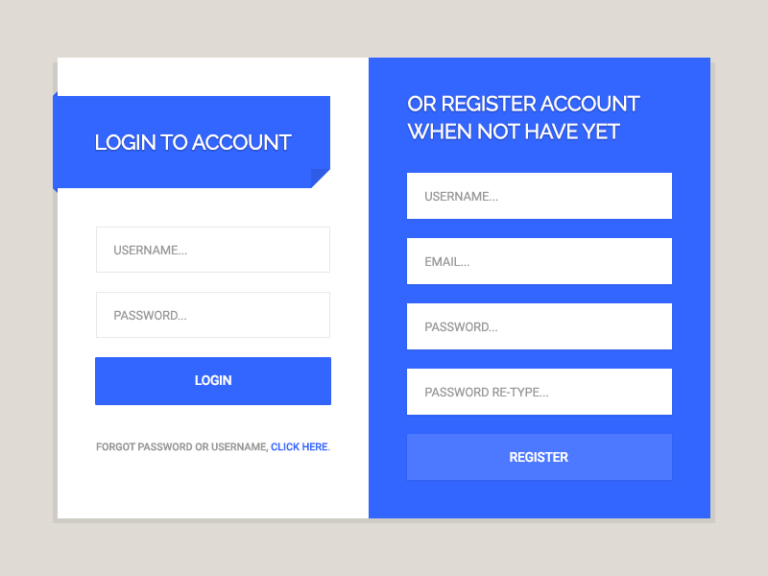 LOGIN TO ACCOUNT
USERNAME...
PASSWORD...
LOGIN
FORGOT PASSWORD OR USERNAME, CLICK HERE.
OR REGISTER ACCOUNT
WHEN NOT HAVE YET
USERNAME...
EMAIL...
PASSWORD...
PASSWORD RE-TYPE...
REGISTER